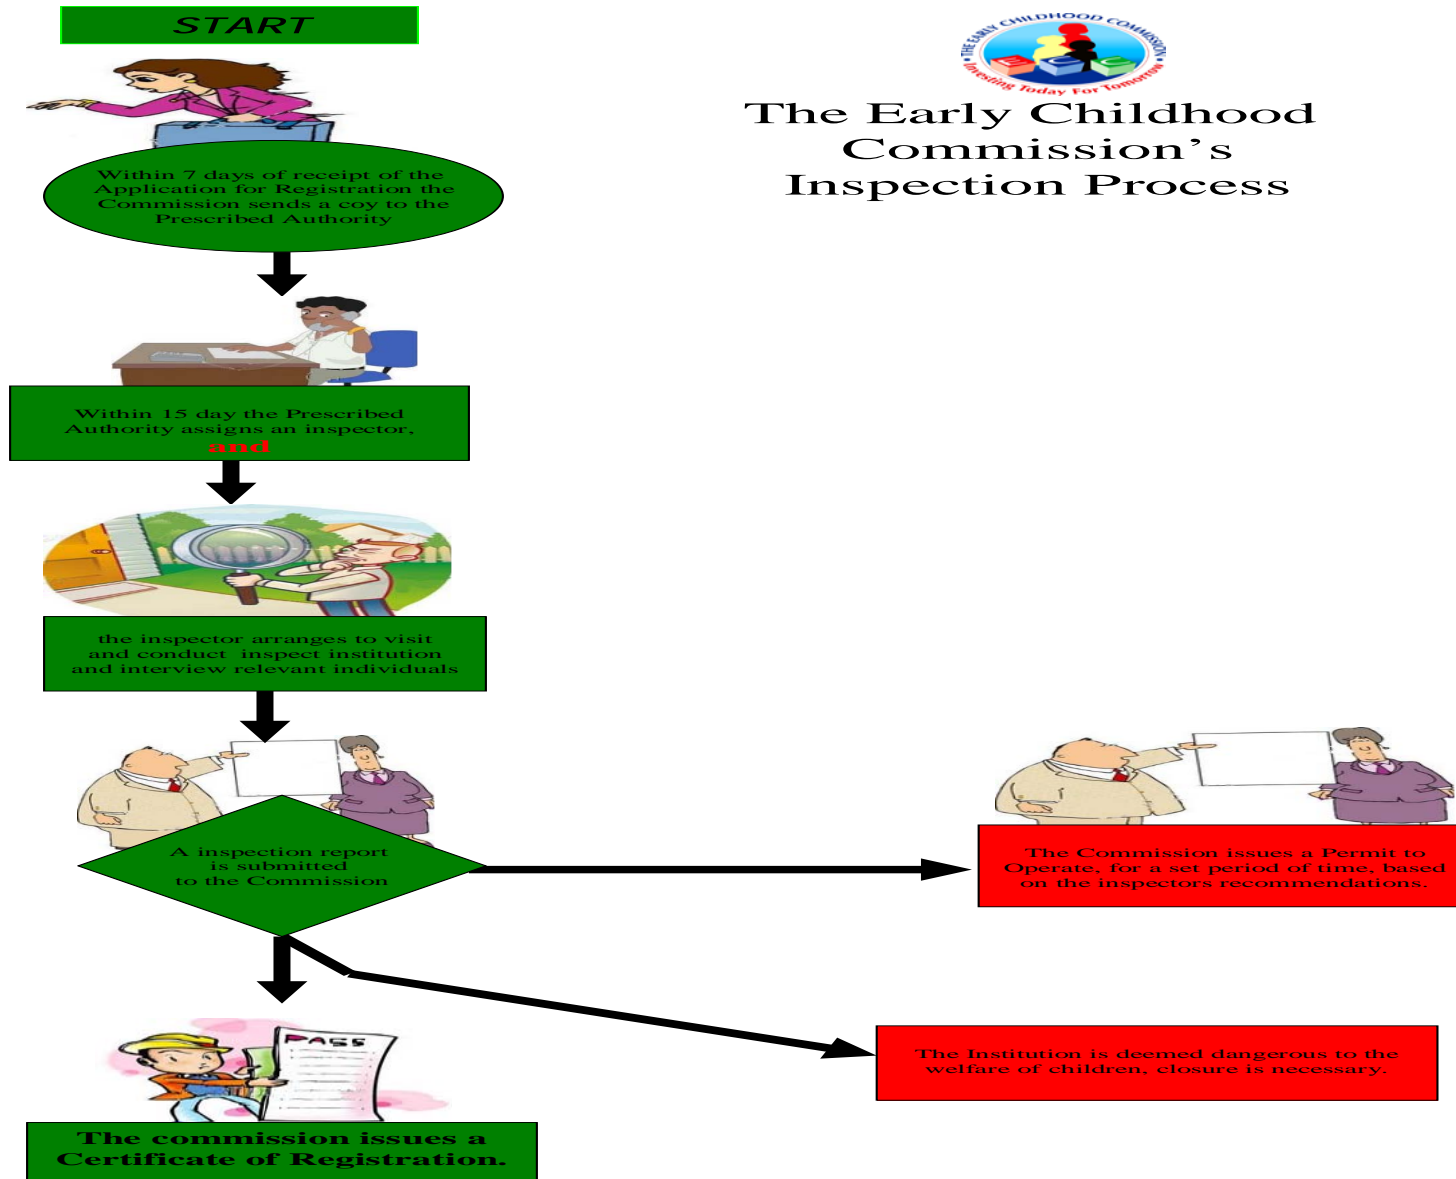 START
THE EARLY CHILDHOOD COMMISSION
E C C
Investing Today For Tomorrow
The Early Childhood
Commission’s
Inspection Process
Within 7 days of receipt of the
Application for Registration the
Commission sends a coy to the
Prescribed Authority
Within 15 day the Prescribed
Authority assigns an inspector,
and
the inspector arranges to visit
and conduct inspect institution
and interview relevant individuals
A inspection report
is submitted
to the Commission
The Commission issues a Permit to
Operate, for a set period of time, based
on the inspectors recommendations.
The Institution is deemed dangerous to the
welfare of children, closure is necessary.
PASS
The commission issues a
Certificate of Registration.